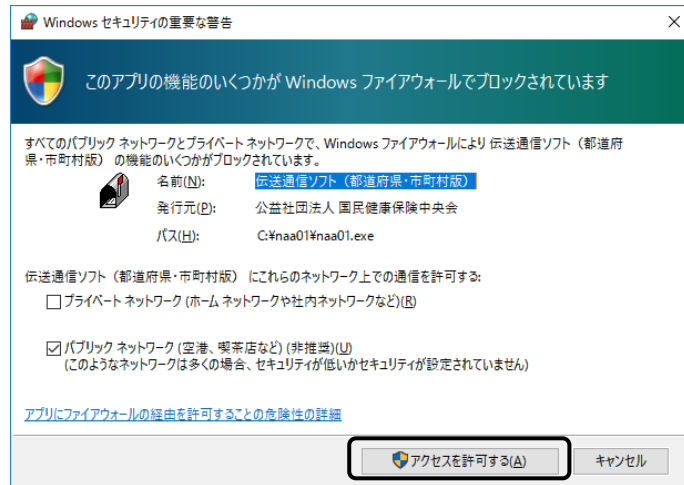 Windows セキュリティの重要な警告
このアプリの機能のいくつかが Windows ファイアウォールでブロックされています
すべてのパブリック ネットワークとプライベート ネットワークで、Windows ファイアウォールにより 伝送通信ソフト（都道府
県・市町村版） の機能のいくつかがブロックされています。
名前(N): 伝送通信ソフト（都道府県・市町村版）
発行元(P): 公益社団法人 国民健康保険中央会
パス(H): C:¥naa01¥naa01.exe
伝送通信ソフト（都道府県・市町村版） にこれらのネットワーク上での通信を許可する:
プライベート ネットワーク (ホーム ネットワークや社内ネットワークなど)(R)
パブリック ネットワーク (空港、喫茶店など) (非推奨)(U)
(このようなネットワークは多くの場合、セキュリティが低いかセキュリティが設定されていません)
アプリにファイアウォールの経由を許可することの危険性の詳細
アクセスを許可する(A) キャンセル